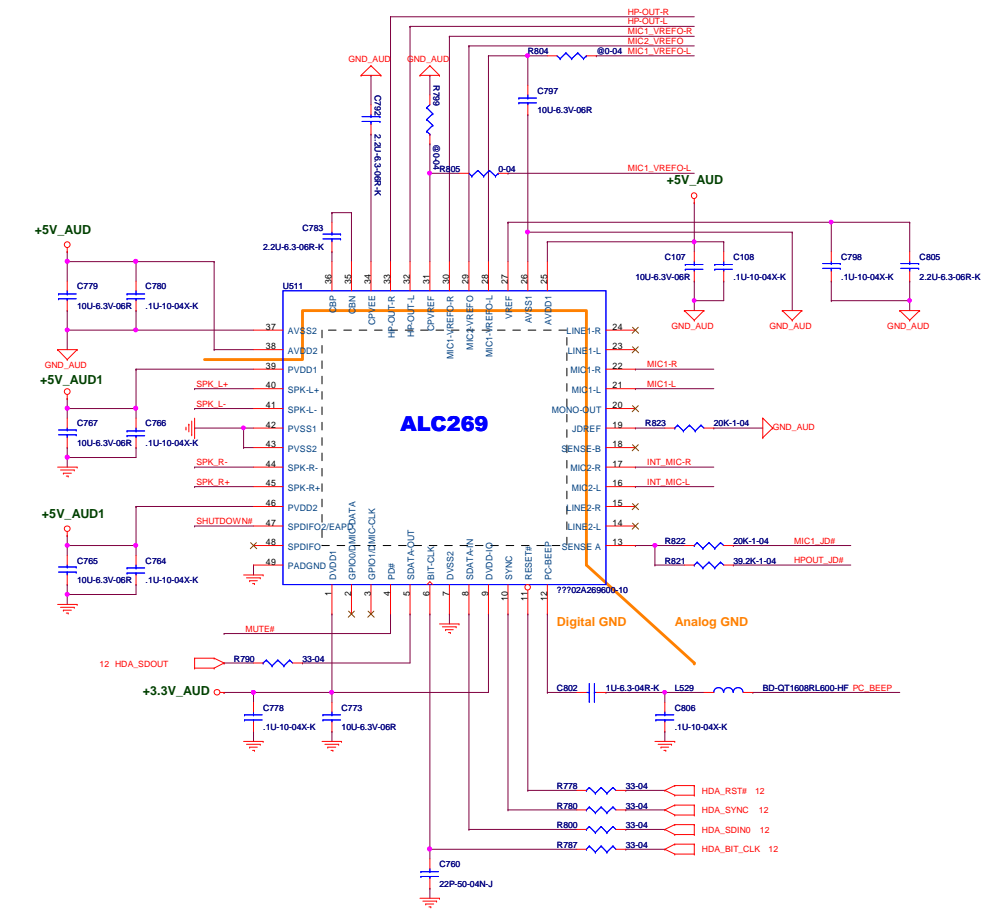 HP-OUT-R
HP-OUT-L
MIC1_VREFO-R
MIC2_VREFO
R804 @0-04 MIC1_VREFO-L
GND_AUD GND_AUD
C797
10U-6.3V-06R
C792
2.2U-6.3-06R-K
R799
@0-04
R805 0-04 MIC1_VREFO-L
+5V_AUD
C783
2.2U-6.3-06R-K
+5V_AUD
C779
10U-6.3V-06R
C780
.1U-10-04X-K
C107
10U-6.3V-06R
C108
.1U-10-04X-K
C798
.1U-10-04X-K
C805
2.2U-6.3-06R-K
GND_AUD GND_AUD GND_AUD
U511
36 CBP
35 CBN
34 CPVEE
33 HP-OUT-R
32 HP-OUT-L
31 CPVREF
30 MIC1-VREFO-R
29 MIC2-VREFO
28 MIC1-VREFO-L
27 VREF
26 AVSS1
25 AVDD1
37 AVSS2
38 AVDD2
39 PVDD1
40 SPK-L+
41 SPK-L-
42 PVSS1
43 PVSS2
44 SPK-R-
45 SPK-R+
46 PVDD2
47 SPDIFO2/EAPD
48 SPDIFO
49 PADGND
GND_AUD
+5V_AUD1
SPK_L+
SPK_L-
C767
10U-6.3V-06R
C766
.1U-10-04X-K
SPK_R-
SPK_R+
+5V_AUD1
SHUTDOWN#
C765
10U-6.3V-06R
C764
.1U-10-04X-K
ALC269
LINE1-R 24
LINE1-L 23
MIC1-R 22 MIC1-R
MIC1-L 21 MIC1-L
MONO-OUT 20
JDREF 19 R823 20K-1-04 GND_AUD
SENSE-B 18
MIC2-R 17 INT_MIC-R
MIC2-L 16 INT_MIC-L
LINE2-R 15
LINE2-L 14
SENSE A 13
R822 20K-1-04 MIC1_JD#
R821 39.2K-1-04 HPOUT_JD#
DVDD1 1
GPIO0/DMIC-DATA 2
GPIO1/DMIC-CLK 3
PD# 4
SDATA-OUT 5
BIT-CLK 6
DVSS2 7
SDATA-IN 8
DVDD-IO 9
SYNC 10
RESET# 11
PC-BEEP 12
???02A269600-10
Digital GND Analog GND
MUTE#
12 HDA_SDOUT R790 33-04
+3.3V_AUD
C778
.1U-10-04X-K
C773
10U-6.3V-06R
C802 1U-6.3-04R-K L529 BD-QT1608RL600-HF PC_BEEP
C806
.1U-10-04X-K
R778 33-04 HDA_RST# 12
R780 33-04 HDA_SYNC 12
R800 33-04 HDA_SDIN0 12
R787 33-04 HDA_BIT_CLK 12
C760
22P-50-04N-J